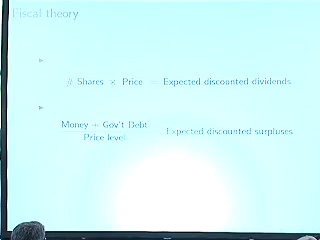 Fiscal theory
# Shares × Price = Expected discounted dividends
Money + Gov't Debt
Price level
Expected discounted surpluses